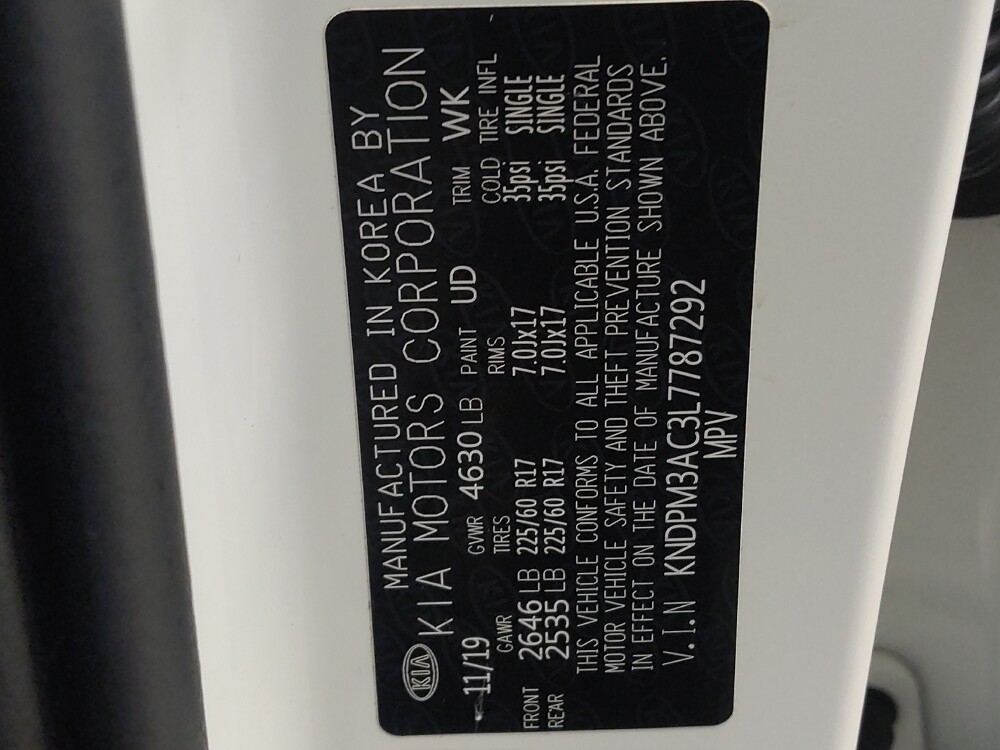 MANUFACTURED IN KOREA BY
KIA KIA MOTORS CORPORATION
11/19 GVWR 4630 LB PAINT UD TRIM WK
GAWR TIRES RIMS COLD TIRE INFL
FRONT 2646 LB 225/60 R17 7.0Jx17 35psi SINGLE
REAR 2535 LB 225/60 R17 7.0Jx17 35psi SINGLE
THIS VEHICLE CONFORMS TO ALL APPLICABLE U.S.A. FEDERAL
MOTOR VEHICLE SAFETY AND THEFT PREVENTION STANDARDS
IN EFFECT ON THE DATE OF MANUFACTURE SHOWN ABOVE.
V.I.N KNDPM3AC3L7787292
MPV